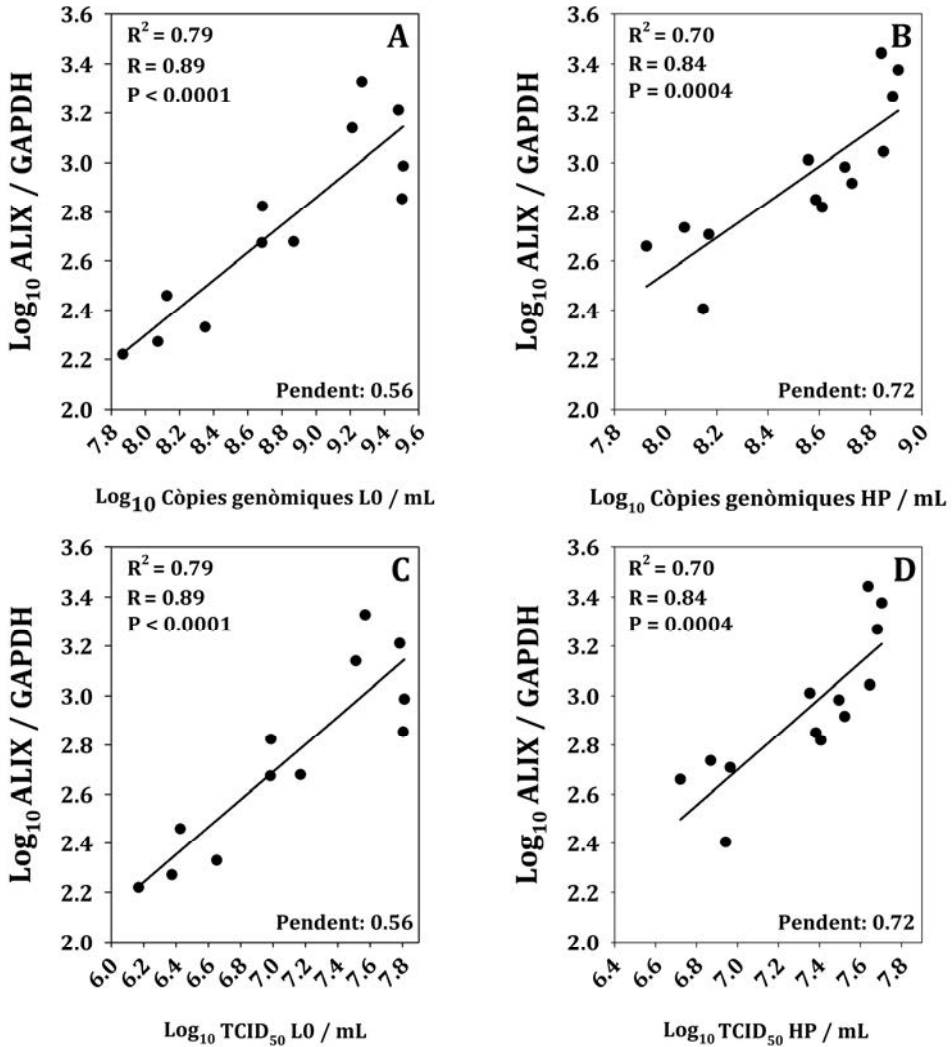 A
R² = 0.79
R = 0.89
P < 0.0001
Log₁₀ ALIX / GAPDH
3.6
3.4
3.2
3.0
2.8
2.6
2.4
2.2
2.0
Pendent: 0.56
7.8 8.0 8.2 8.4 8.6 8.8 9.0 9.2 9.4 9.6
Log₁₀ Còpies genòmiques L0 / mL
B
R² = 0.70
R = 0.84
P = 0.0004
Log₁₀ ALIX / GAPDH
3.6
3.4
3.2
3.0
2.8
2.6
2.4
2.2
2.0
Pendent: 0.72
7.8 8.0 8.2 8.4 8.6 8.8 9.0
Log₁₀ Còpies genòmiques HP / mL
C
R² = 0.79
R = 0.89
P < 0.0001
Log₁₀ ALIX / GAPDH
3.6
3.4
3.2
3.0
2.8
2.6
2.4
2.2
2.0
Pendent: 0.56
6.0 6.2 6.4 6.6 6.8 7.0 7.2 7.4 7.6 7.8
Log₁₀ TCID₅₀ L0 / mL
D
R² = 0.70
R = 0.84
P = 0.0004
Log₁₀ ALIX / GAPDH
3.6
3.4
3.2
3.0
2.8
2.6
2.4
2.2
2.0
Pendent: 0.72
6.4 6.6 6.8 7.0 7.2 7.4 7.6 7.8
Log₁₀ TCID₅₀ HP / mL